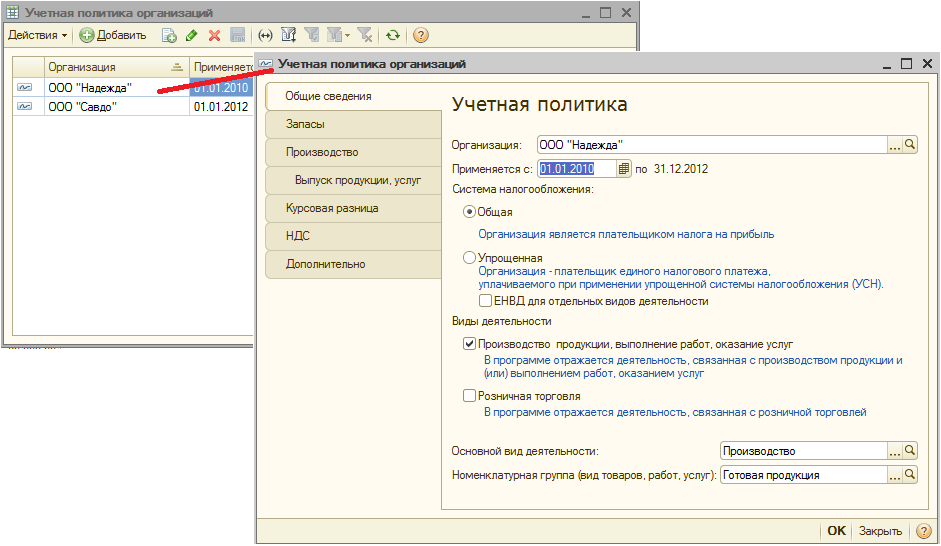 Учетная политика организаций
Действия
Добавить
Организация
Применяетс
ООО "Надежда"
01.01.2010
ООО "Савдо"
01.01.2012
Учетная политика организаций
Общие сведения
Запасы
Производство
Выпуск продукции, услуг
Курсовая разница
НДС
Дополнительно
Учетная политика
Организация: ООО "Надежда" ...
Применяется с: 01.01.2010 по 31.12.2012
Система налогообложения:
Общая
Организация является плательщиком налога на прибыль
Упрощенная
Организация - плательщик единого налогового платежа,
уплачиваемого при применении упрощенной системы налогообложения (УСН).
ЕНВД для отдельных видов деятельности
Виды деятельности
Производство продукции, выполнение работ, оказание услуг
В программе отражается деятельность, связанная с производством продукции и
(или) выполнением работ, оказанием услуг
Розничная торговля
В программе отражается деятельность, связанная с розничной торговлей
Основной вид деятельности: Производство ...
Номенклатурная группа (вид товаров, работ, услуг): Готовая продукция ...
OK Закрыть ?